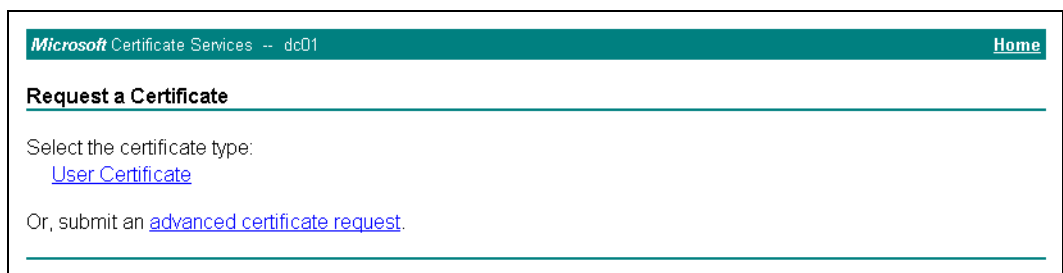 Microsoft Certificate Services -- dc01 Home
Request a Certificate
Select the certificate type:
User Certificate
Or, submit an advanced certificate request.